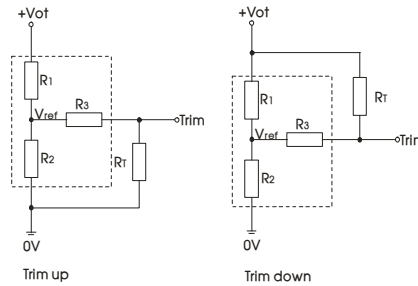 +Vot
R1
Vref
R3
Trim
R2
RT
0V
Trim up
+Vot
R1
RT
Vref
R3
Trim
R2
0V
Trim down